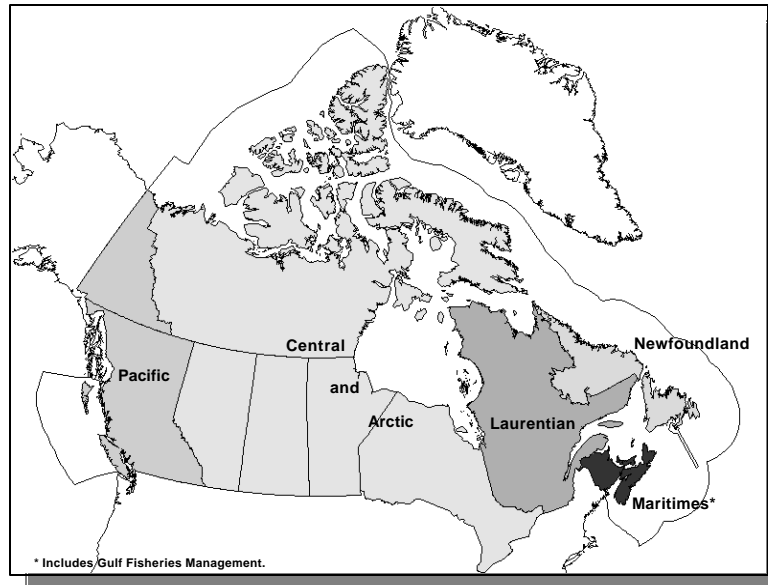 Newfoundland
Central
Pacific
and
Arctic
Laurentian
Maritimes*
* Includes Gulf Fisheries Management.